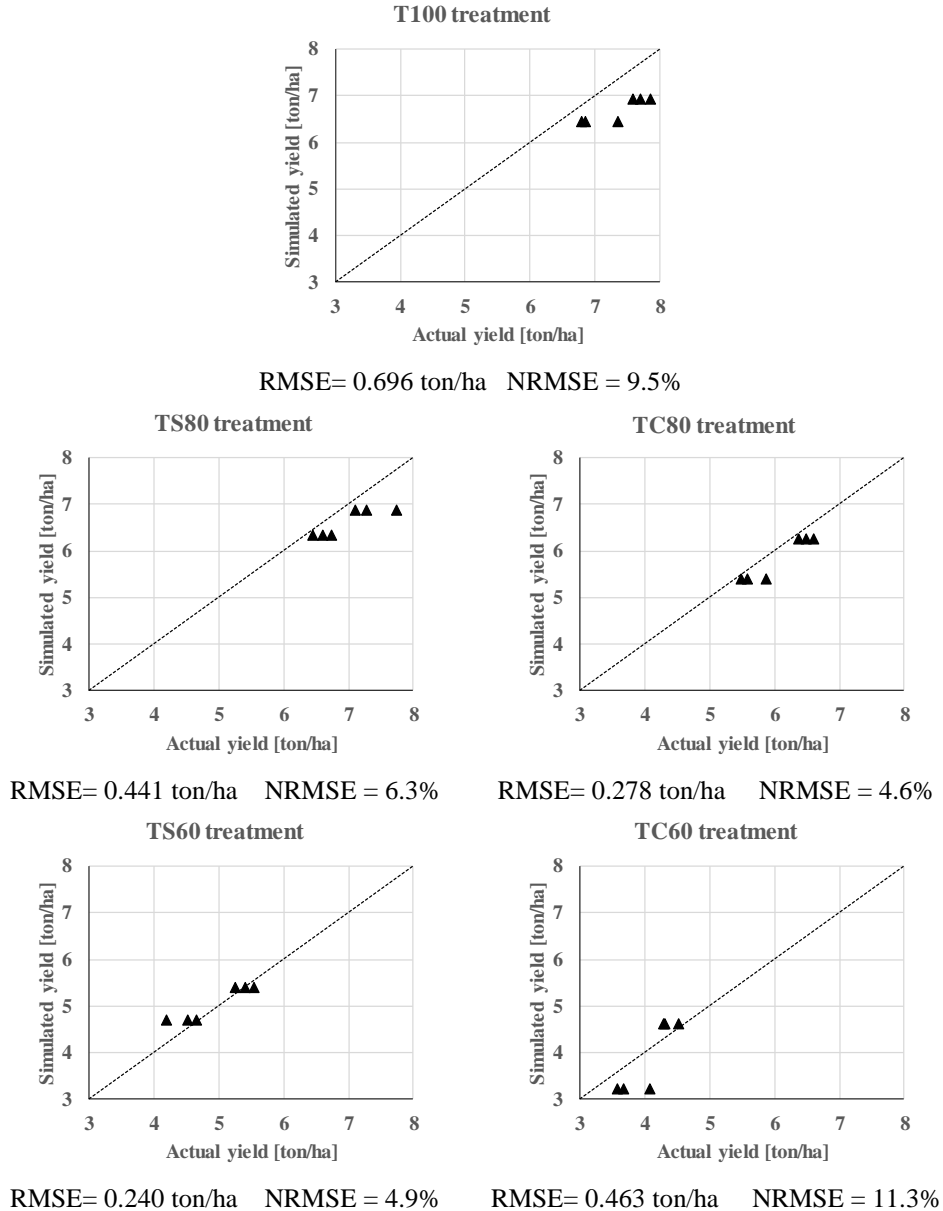 T100 treatment
8
7
6
5
4
3
Simulated yield [ton/ha]
3 4 5 6 7 8
Actual yield [ton/ha]
RMSE= 0.696 ton/ha NRMSE = 9.5%
TS80 treatment
8
7
6
5
4
3
Simulated yield [ton/ha]
3 4 5 6 7 8
Actual yield [ton/ha]
RMSE= 0.441 ton/ha NRMSE = 6.3%
TC80 treatment
8
7
6
5
4
3
Simulated yield [ton/ha]
3 4 5 6 7 8
Actual yield [ton/ha]
RMSE= 0.278 ton/ha NRMSE = 4.6%
TS60 treatment
8
7
6
5
4
3
Simulated yield [ton/ha]
3 4 5 6 7 8
Actual yield [ton/ha]
RMSE= 0.240 ton/ha NRMSE = 4.9%
TC60 treatment
8
7
6
5
4
3
Simulated yield [ton/ha]
3 4 5 6 7 8
Actual yield [ton/ha]
RMSE= 0.463 ton/ha NRMSE = 11.3%